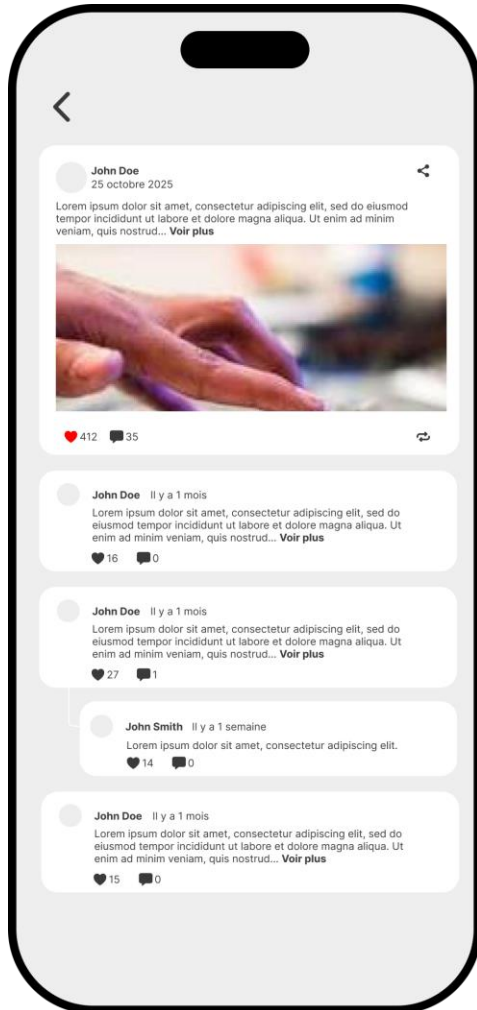 John Doe
25 octobre 2025
Lorem ipsum dolor sit amet, consectetur adipiscing elit, sed do eiusmod
tempor incididunt ut labore et dolore magna aliqua. Ut enim ad minim
veniam, quis nostrud... Voir plus
412 35
John Doe Il y a 1 mois
Lorem ipsum dolor sit amet, consectetur adipiscing elit, sed do
eiusmod tempor incididunt ut labore et dolore magna aliqua. Ut
enim ad minim veniam, quis nostrud... Voir plus
16 0
John Doe Il y a 1 mois
Lorem ipsum dolor sit amet, consectetur adipiscing elit, sed do
eiusmod tempor incididunt ut labore et dolore magna aliqua. Ut
enim ad minim veniam, quis nostrud... Voir plus
27 1
John Smith Il y a 1 semaine
Lorem ipsum dolor sit amet, consectetur adipiscing elit.
14 0
John Doe Il y a 1 mois
Lorem ipsum dolor sit amet, consectetur adipiscing elit, sed do
eiusmod tempor incididunt ut labore et dolore magna aliqua. Ut
enim ad minim veniam, quis nostrud... Voir plus
15 0